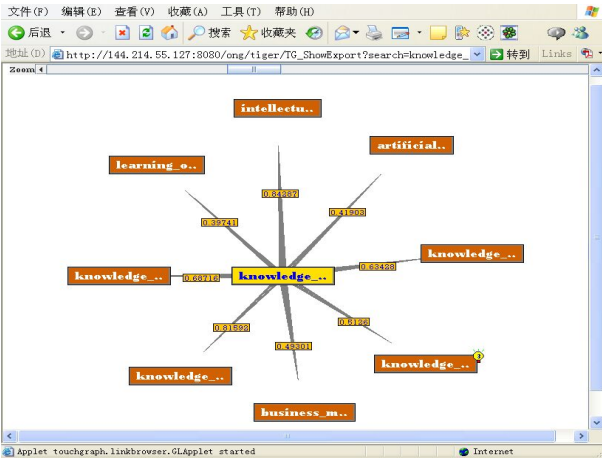 文件(F) 编辑(E) 查看(V) 收藏(A) 工具(T) 帮助(H)
后退 搜索 收藏夹
地址(D) http://144.214.55.127:8080/ong/tiger/TG_ShowExport?search=knowledge_ 转到 Links
Zoom
intellectu..
artificial..
learning_o..
0.84287
0.41903
0.39741
knowledge_..
0.63428
knowledge_..
0.68716
knowledge_..
0.81592
0.5126
0.49301
knowledge_..
3
knowledge_..
business_m..
Applet touchgraph.linkbrowser.GLApplet started Internet